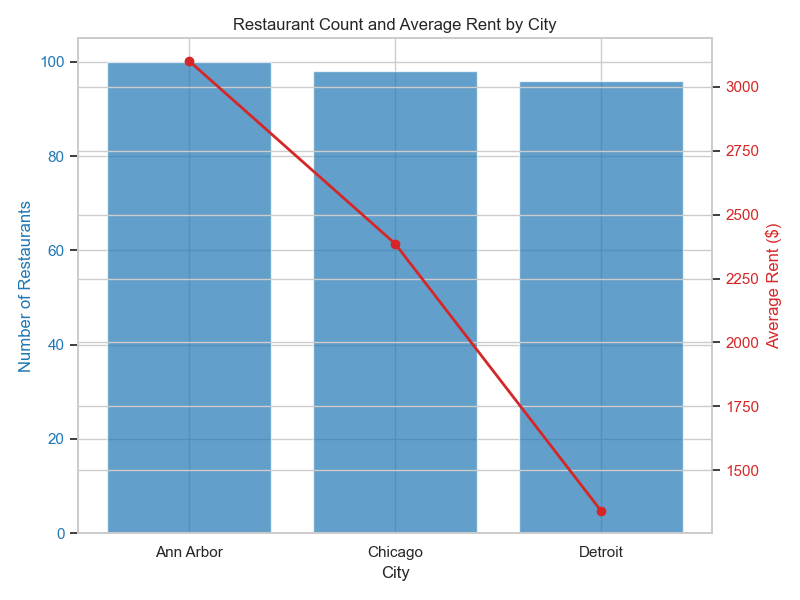 Restaurant Count and Average Rent by City
100
80
60
40
20
0
Number of Restaurants
3000
2750
2500
2250
2000
1750
1500
Average Rent ($)
Ann Arbor
Chicago
Detroit
City